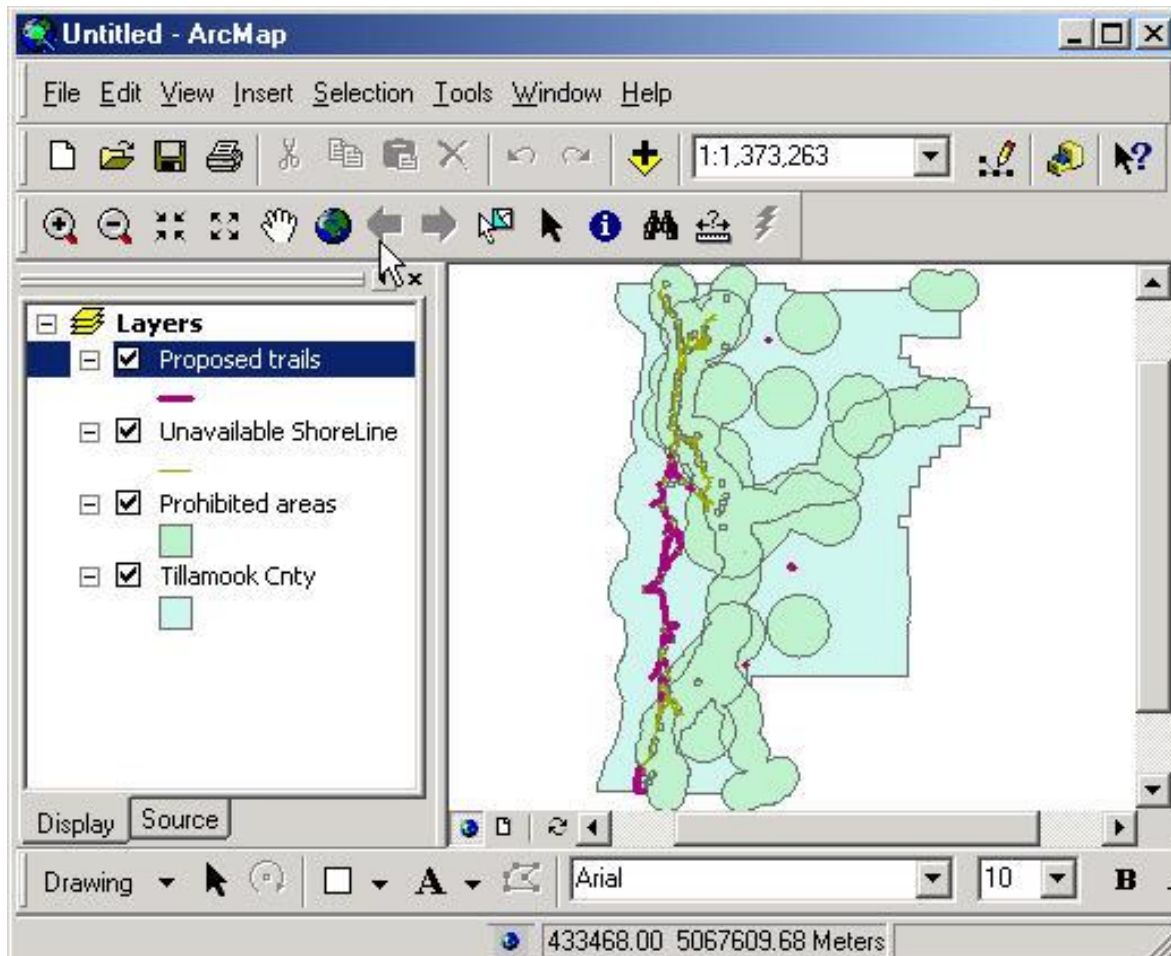 Untitled - ArcMap
File Edit View Insert Selection Tools Window Help
1:1,373,263
Layers
Proposed trails
Unavailable ShoreLine
Prohibited areas
Tillamook Cnty
Display Source
Drawing A Arial 10 B
433468.00 5067609.68 Meters